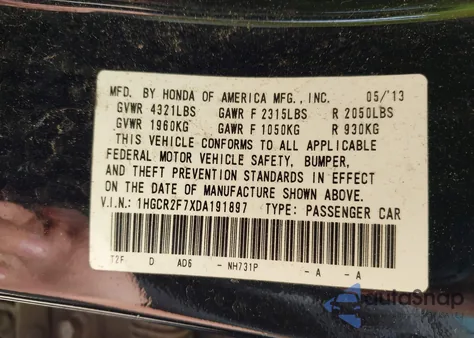 MFD. BY HONDA OF AMERICA MFG., INC. 05/'13
GVWR 4321LBS GAWR F 2315LBS R 2050LBS
GVWR 1960KG GAWR F 1050KG R 930KG
THIS VEHICLE CONFORMS TO ALL APPLICABLE
FEDERAL MOTOR VEHICLE SAFETY, BUMPER,
AND THEFT PREVENTION STANDARDS IN EFFECT
ON THE DATE OF MANUFACTURE SHOWN ABOVE.
V.I.N.: 1HGCR2F7XDA191897 TYPE: PASSENGER CAR
T2F D AD6 - NH731P - A - A
autoSnap